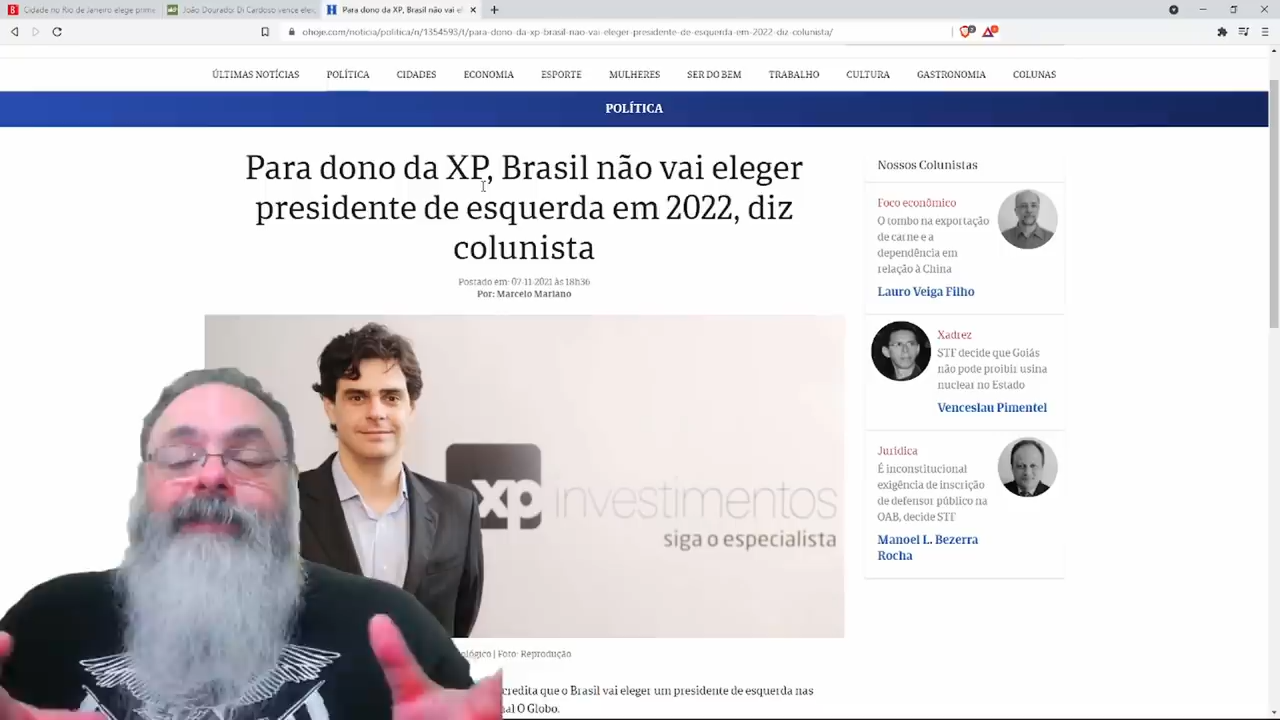 Cidade no Rio de Janeiro elege prime
João Dourado: Di Cardoso vence elei
Para dono da XP, Brasil não vai el
ohoje.com/noticia/politica/n/1354593/t/para-dono-da-xp-brasil-nao-vai-eleger-presidente-de-esquerda-em-2022-diz-colunista/
ÚLTIMAS NOTÍCIAS POLÍTICA CIDADES ECONOMIA ESPORTE MULHERES SER DO BEM TRABALHO CULTURA GASTRONOMIA COLUNAS
POLÍTICA
Para dono da XP, Brasil não vai eleger
presidente de esquerda em 2022, diz
colunista
Postado em: 07-11-2021 às 18h36
Por: Marcelo Mariano
xp investimentos
siga o especialista
ológico | Foto: Reprodução
credita que o Brasil vai eleger um presidente de esquerda nas
nal O Globo.
Nossos Colunistas
Foco econômico
O tombo na exportação
de carne e a
dependência em
relação à China
Lauro Veiga Filho
Xadrez
STF decide que Goiás
não pode proibir usina
nuclear no Estado
Venceslau Pimentel
Jurídica
É inconstitucional
exigência de inscrição
de defensor público na
OAB, decide STF
Manoel L. Bezerra
Rocha